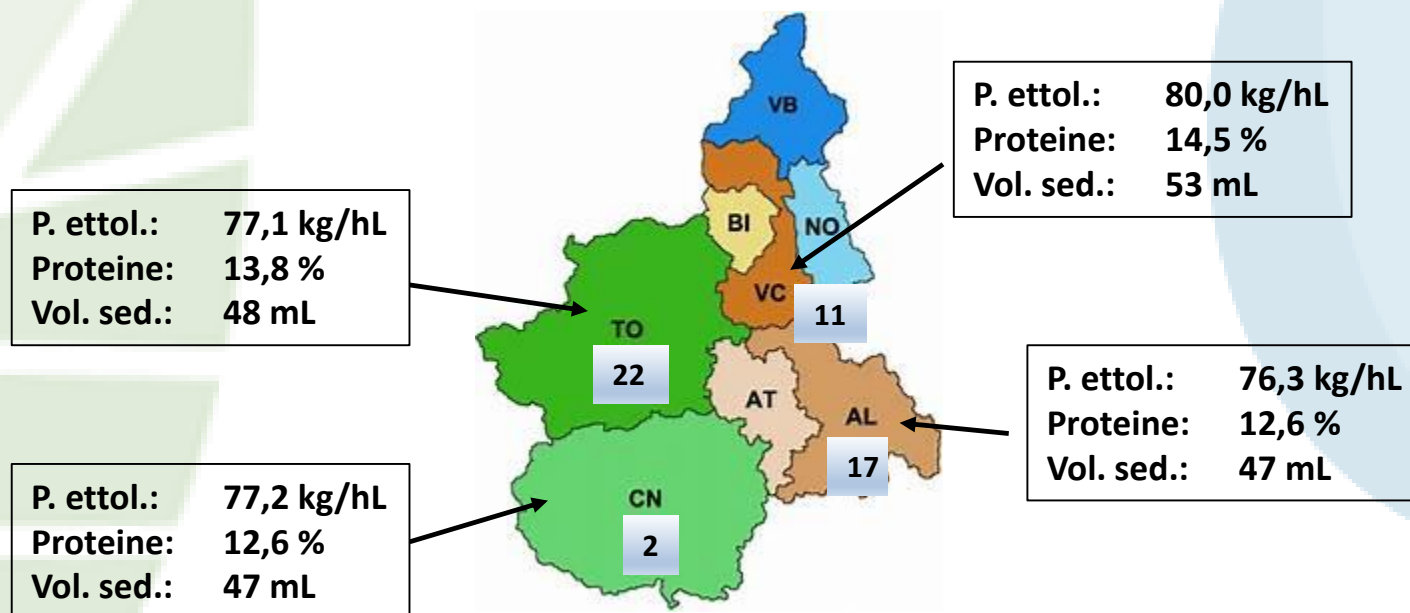 VB
P. ettol.: 80,0 kg/hL
Proteine: 14,5 %
Vol. sed.: 53 mL
P. ettol.: 77,1 kg/hL
Proteine: 13,8 %
Vol. sed.: 48 mL
BI
NO
VC
11
TO
22
AT
AL
17
P. ettol.: 76,3 kg/hL
Proteine: 12,6 %
Vol. sed.: 47 mL
P. ettol.: 77,2 kg/hL
Proteine: 12,6 %
Vol. sed.: 47 mL
CN
2